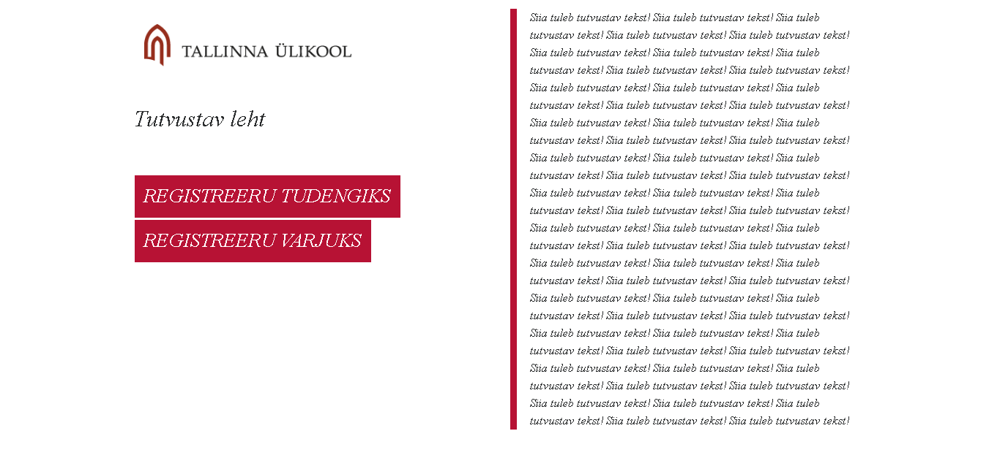 TALLINNA ÜLIKOOL
Tutvustav leht
REGISTREERU TUDENGIKS
REGISTREERU VARJUKS
Siia tuleb tutvustav tekst! Siia tuleb tutvustav tekst! Siia tuleb
tutvustav tekst! Siia tuleb tutvustav tekst! Siia tuleb tutvustav tekst!
Siia tuleb tutvustav tekst! Siia tuleb tutvustav tekst! Siia tuleb
tutvustav tekst! Siia tuleb tutvustav tekst! Siia tuleb tutvustav tekst!
Siia tuleb tutvustav tekst! Siia tuleb tutvustav tekst! Siia tuleb
tutvustav tekst! Siia tuleb tutvustav tekst! Siia tuleb tutvustav tekst!
Siia tuleb tutvustav tekst! Siia tuleb tutvustav tekst! Siia tuleb
tutvustav tekst! Siia tuleb tutvustav tekst! Siia tuleb tutvustav tekst!
Siia tuleb tutvustav tekst! Siia tuleb tutvustav tekst! Siia tuleb
tutvustav tekst! Siia tuleb tutvustav tekst! Siia tuleb tutvustav tekst!
Siia tuleb tutvustav tekst! Siia tuleb tutvustav tekst! Siia tuleb
tutvustav tekst! Siia tuleb tutvustav tekst! Siia tuleb tutvustav tekst!
Siia tuleb tutvustav tekst! Siia tuleb tutvustav tekst! Siia tuleb
tutvustav tekst! Siia tuleb tutvustav tekst! Siia tuleb tutvustav tekst!
Siia tuleb tutvustav tekst! Siia tuleb tutvustav tekst! Siia tuleb
tutvustav tekst! Siia tuleb tutvustav tekst! Siia tuleb tutvustav tekst!
Siia tuleb tutvustav tekst! Siia tuleb tutvustav tekst! Siia tuleb
tutvustav tekst! Siia tuleb tutvustav tekst! Siia tuleb tutvustav tekst!
Siia tuleb tutvustav tekst! Siia tuleb tutvustav tekst! Siia tuleb
tutvustav tekst! Siia tuleb tutvustav tekst! Siia tuleb tutvustav tekst!
Siia tuleb tutvustav tekst! Siia tuleb tutvustav tekst! Siia tuleb
tutvustav tekst! Siia tuleb tutvustav tekst! Siia tuleb tutvustav tekst!
Siia tuleb tutvustav tekst! Siia tuleb tutvustav tekst! Siia tuleb
tutvustav tekst! Siia tuleb tutvustav tekst! Siia tuleb tutvustav tekst!